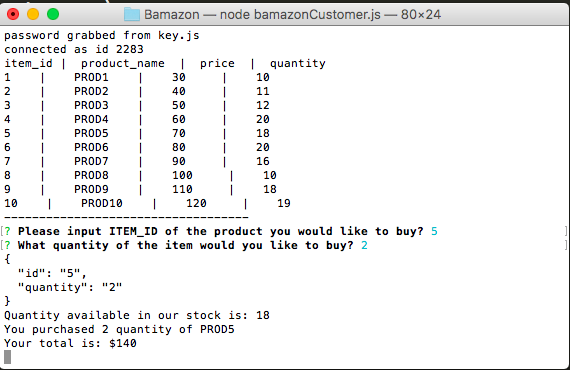 Bamazon — node bamazonCustomer.js — 80×24
password grabbed from key.js
connected as id 2283
item_id |  product_name  |  price  |  quantity
1    |    PROD1    |    30     |     10
2    |    PROD2    |    40     |     11
3    |    PROD3    |    50     |     12
4    |    PROD4    |    60     |     20
5    |    PROD5    |    70     |     18
6    |    PROD6    |    80     |     20
7    |    PROD7    |    90     |     16
8    |    PROD8    |    100     |     10
9    |    PROD9    |    110     |     18
10    |    PROD10    |    120     |     19
-----------------------------------
[? Please input ITEM_ID of the product you would like to buy? 5 ]
[? What quantity of the item would you like to buy? 2 ]
{
  "id": "5",
  "quantity": "2"
}
Quantity available in our stock is: 18
You purchased 2 quantity of PROD5
Your total is: $140